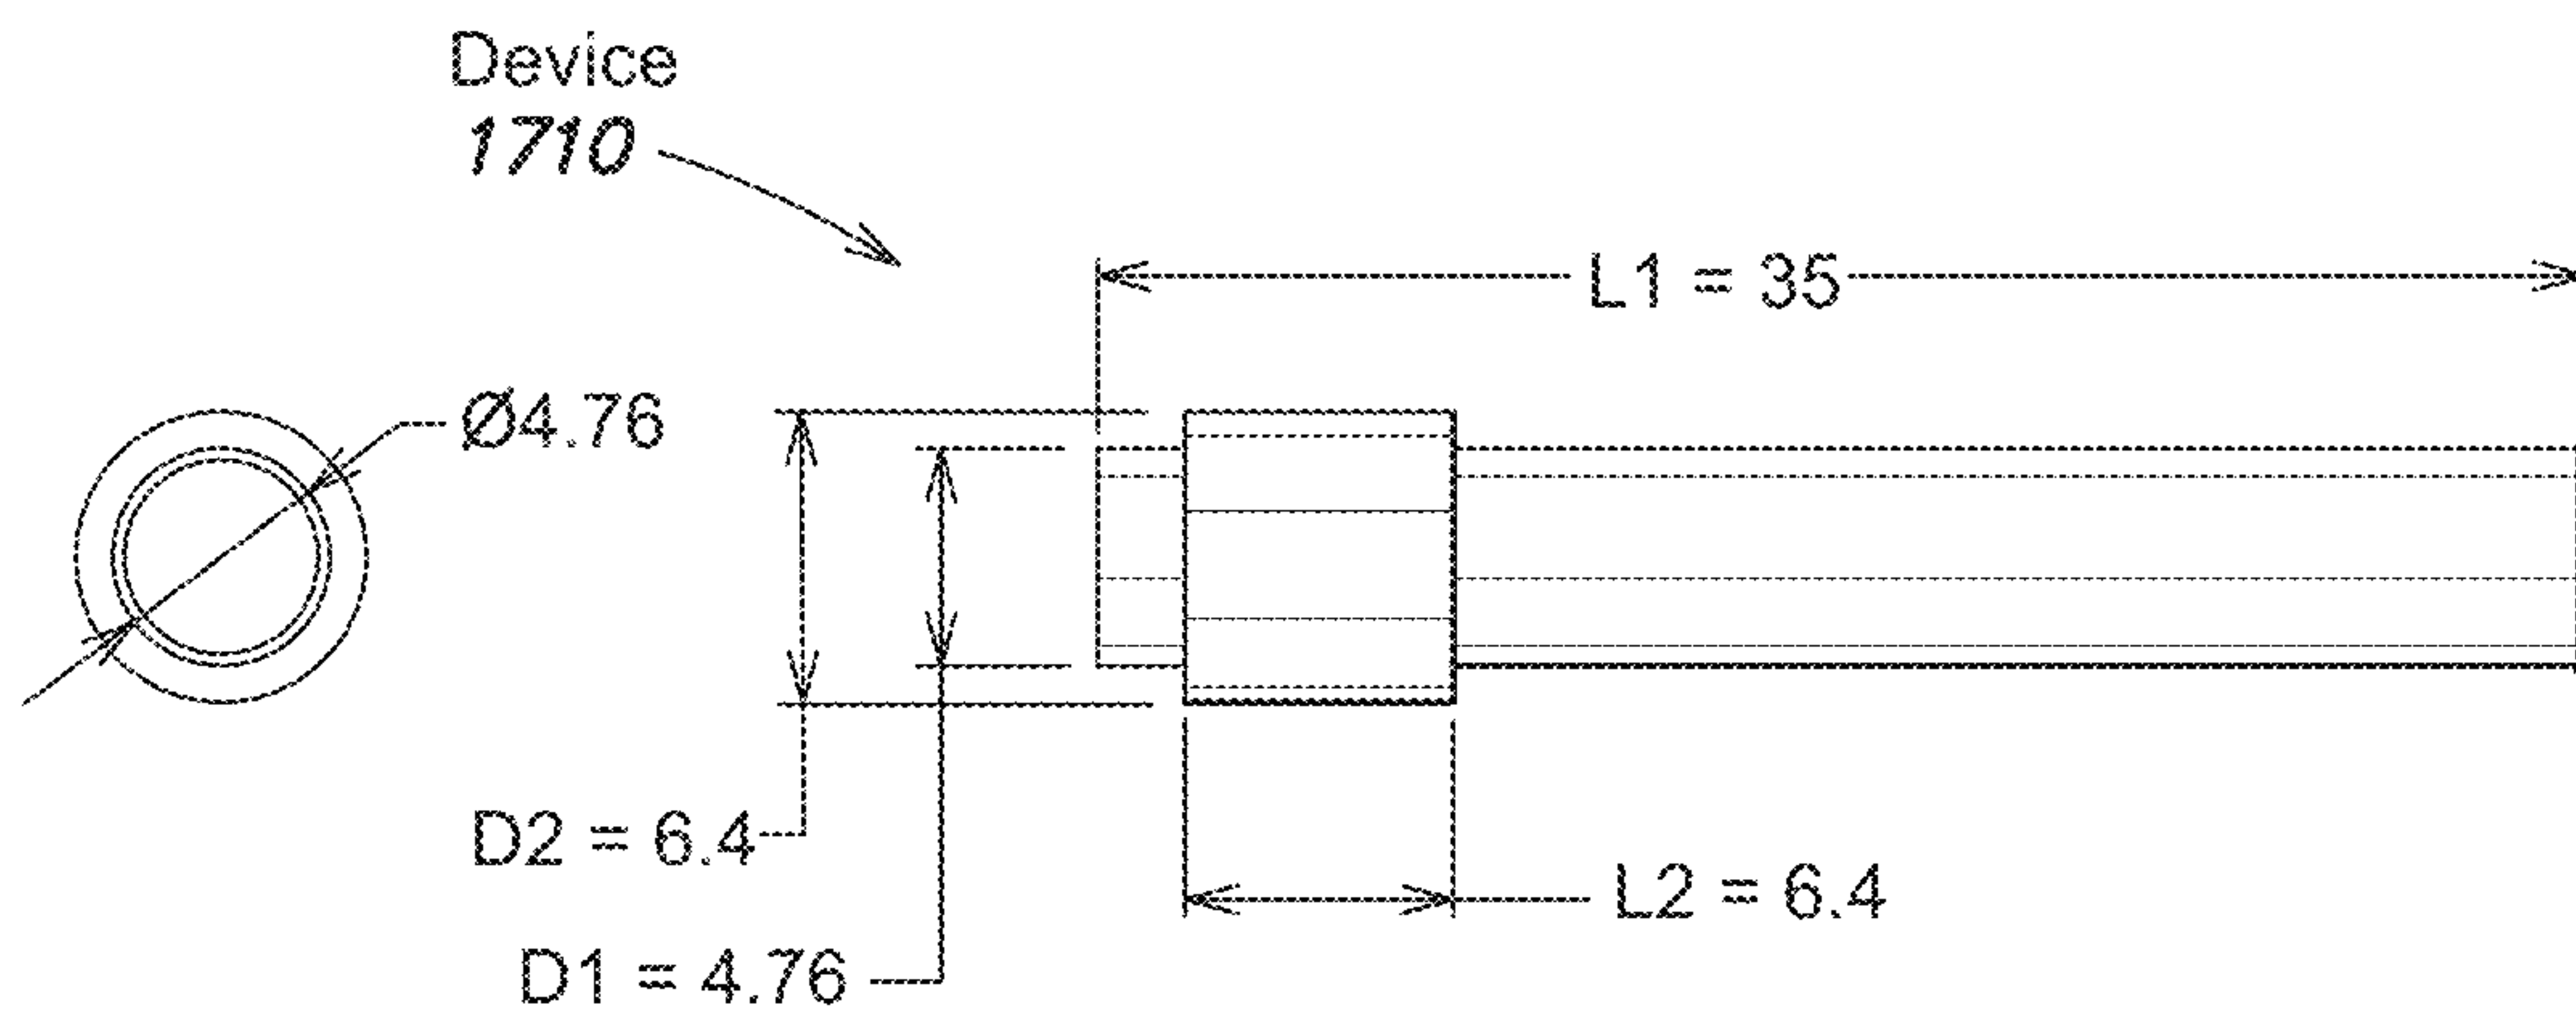 Device
1710
L1 = 35
Ø4.76
D2 = 6.4
L2 = 6.4
D1 = 4.76